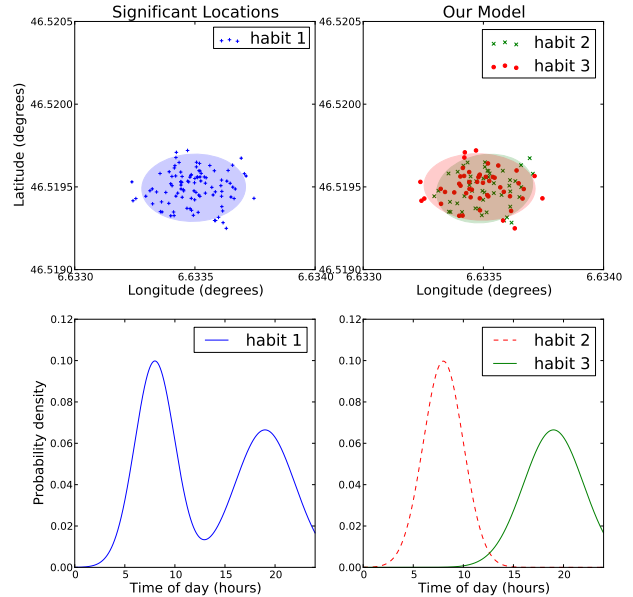 Significant Locations
46.5205
46.5200
46.5195
46.5190
Latitude (degrees)
habit 1
6.6330
6.6335
6.6340
Longitude (degrees)
Our Model
46.5205
46.5200
46.5195
46.5190
habit 2
habit 3
6.6330
6.6335
6.6340
Longitude (degrees)
0.12
0.10
0.08
0.06
0.04
0.02
0.00
Probability density
habit 1
0
5
10
15
20
Time of day (hours)
0.12
0.10
0.08
0.06
0.04
0.02
0.00
habit 2
habit 3
0
5
10
15
20
Time of day (hours)